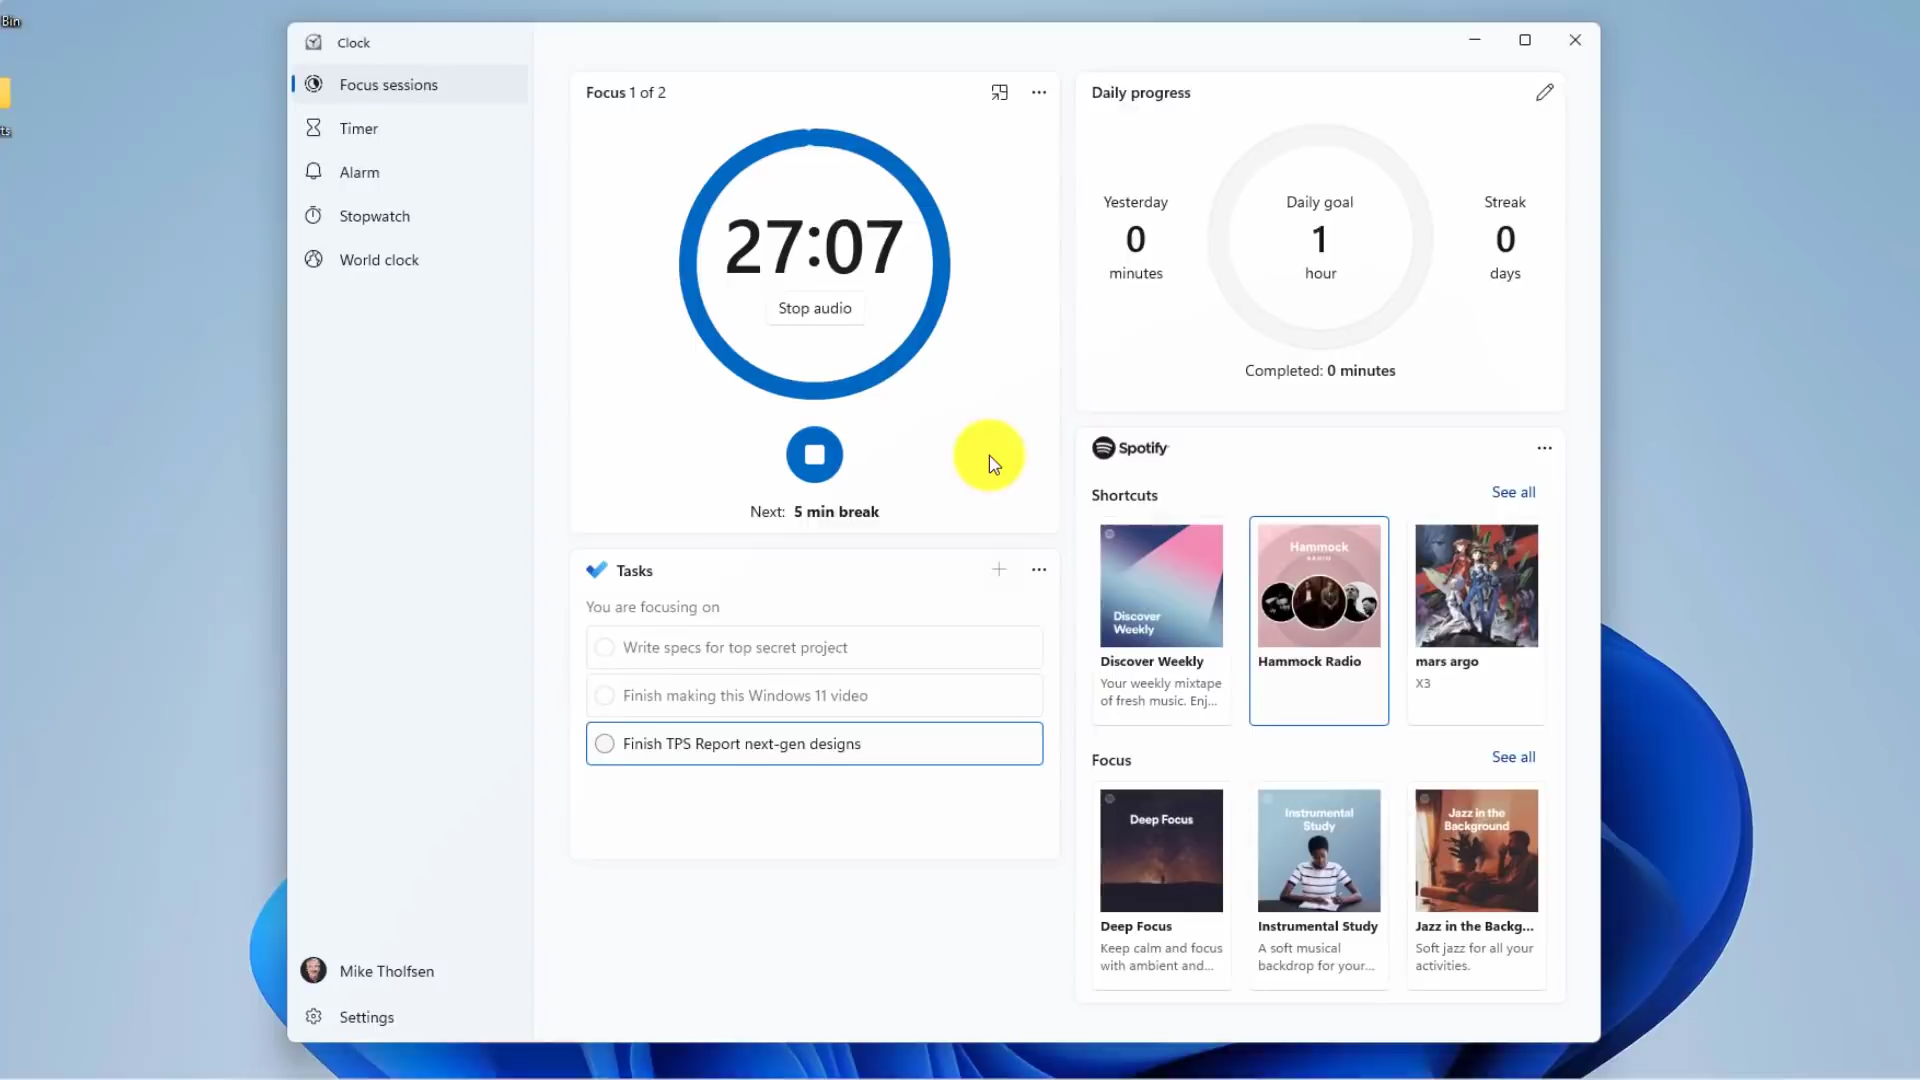 Bin
ts
Clock
Focus sessions
Timer
Alarm
Stopwatch
World clock
Mike Tholfsen
Settings
Focus 1 of 2
27:07
Stop audio
Next: 5 min break
Tasks
You are focusing on
Write specs for top secret project
Finish making this Windows 11 video
Finish TPS Report next-gen designs
Daily progress
Yesterday
0
minutes
Daily goal
1
hour
Streak
0
days
Completed: 0 minutes
Spotify
Shortcuts
See all
Discover
Weekly
Discover Weekly
Your weekly mixtape
of fresh music. Enj...
Hammock
RADIO
Hammock Radio
mars argo
X3
Focus
See all
Deep Focus
Deep Focus
Keep calm and focus
with ambient and...
Instrumental
Study
Instrumental Study
A soft musical
backdrop for your...
Jazz in the
Background
Jazz in the Backg...
Soft jazz for all your
activities.